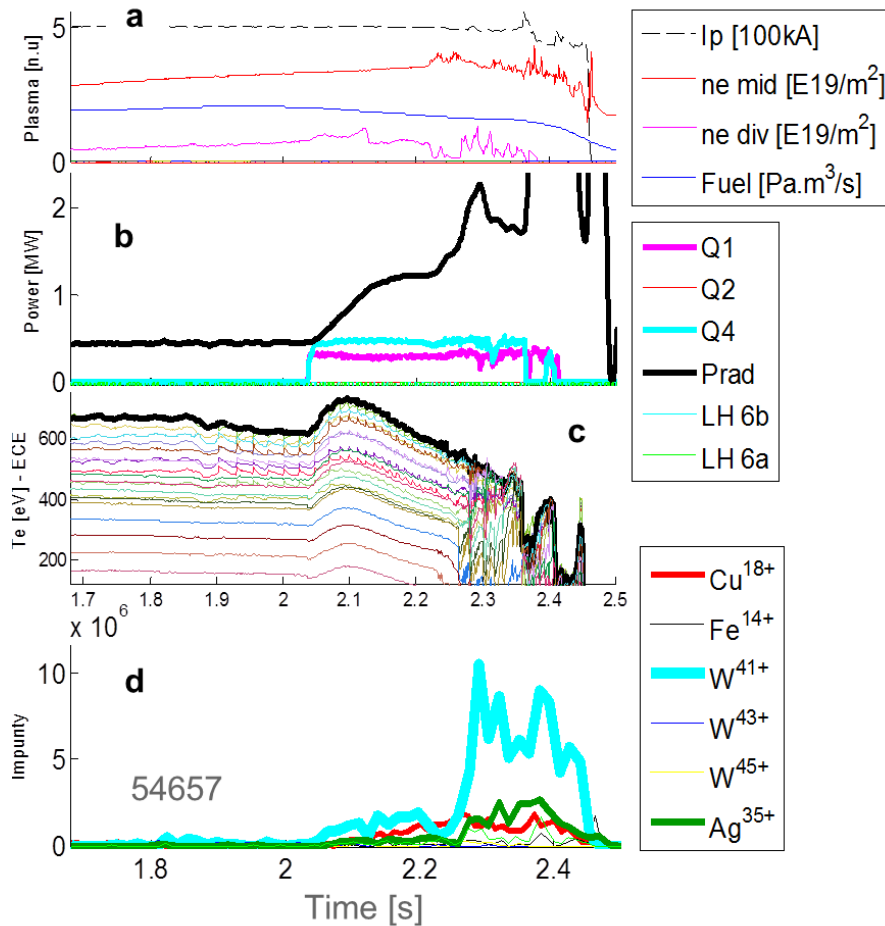 a
5
0
Plasma [n.u]
Ip [100kA]
ne mid [E19/m²]
ne div [E19/m²]
Fuel [Pa.m³/s]
b
2
1
0
Power [MW]
Q1
Q2
Q4
Prad
LH 6b
LH 6a
c
600
400
200
Te [eV] - ECE
1.7 1.8 1.9 2 2.1 2.2 2.3 2.4 2.5
x 10⁶
d
10
5
0
Impunty
54657
1.8 2 2.2 2.4
Time [s]
Cu¹⁸⁺
Fe¹⁴⁺
W⁴¹⁺
W⁴³⁺
W⁴⁵⁺
Ag³⁵⁺